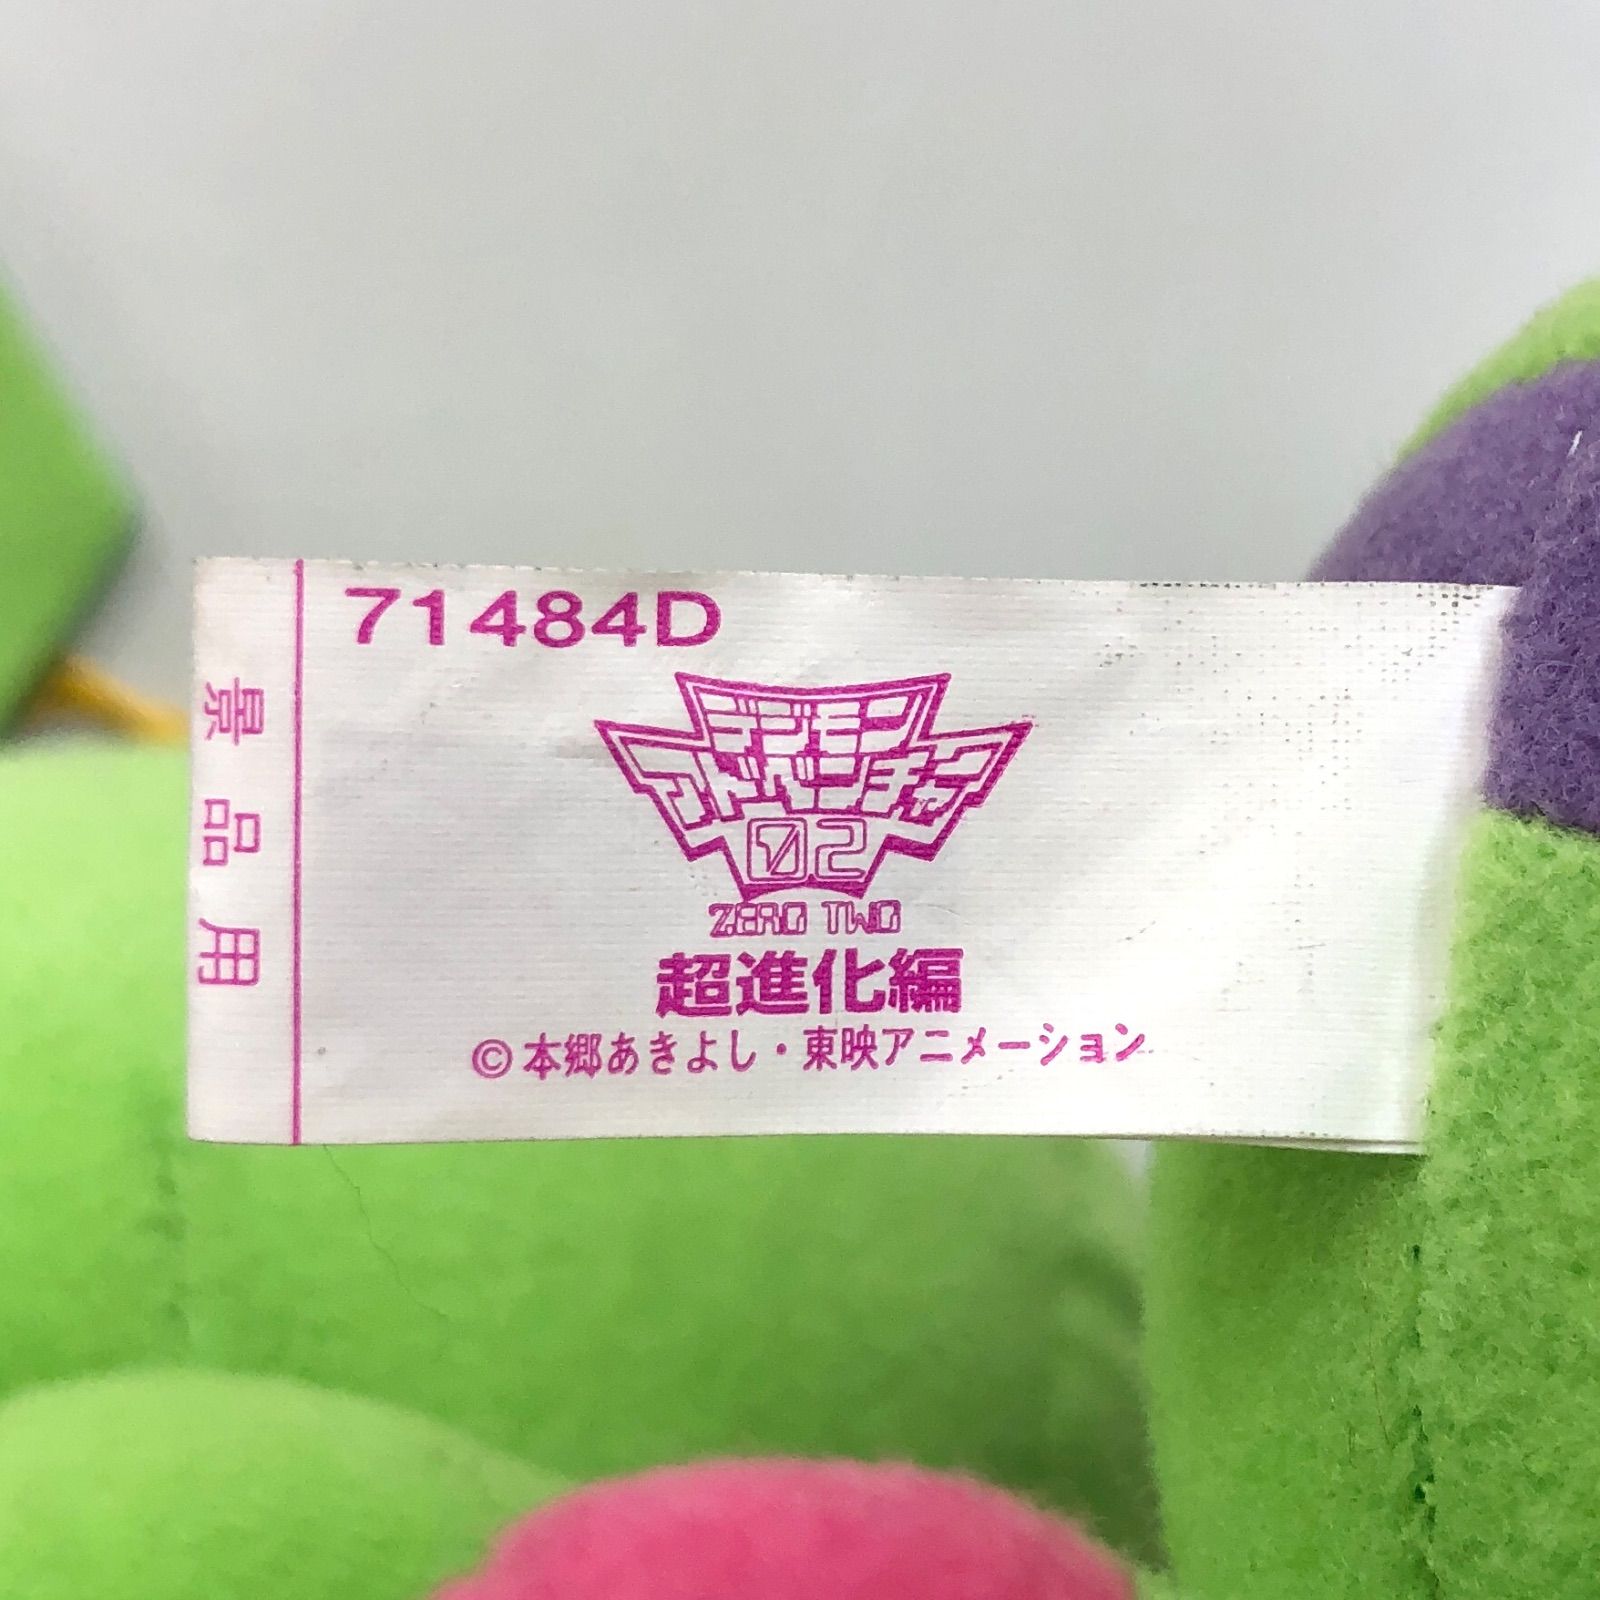 71484D
景品用
デジモン
アドベンチャー
02
ZERO TWO
超進化編
©本郷あきよし・東映アニメーション